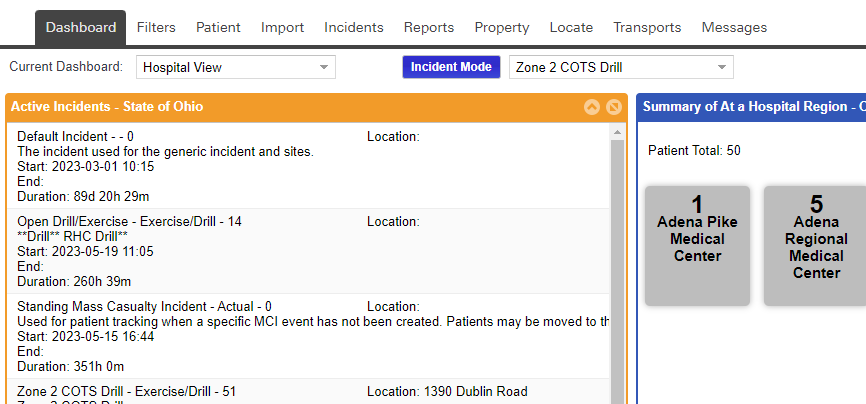 Dashboard Filters Patient Import Incidents Reports Property Locate Transports Messages
Current Dashboard: Hospital View Incident Mode Zone 2 COTS Drill
Active Incidents - State of Ohio
Default Incident - - 0 Location:
The incident used for the generic incident and sites.
Start: 2023-03-01 10:15
End:
Duration: 89d 20h 29m
Open Drill/Exercise - Exercise/Drill - 14 Location:
**Drill** RHC Drill**
Start: 2023-05-19 11:05
End:
Duration: 260h 39m
Standing Mass Casualty Incident - Actual - 0 Location:
Used for patient tracking when a specific MCI event has not been created. Patients may be moved to th
Start: 2023-05-15 16:44
End:
Duration: 351h 0m
Zone 2 COTS Drill - Exercise/Drill - 51 Location: 1390 Dublin Road
Zone 2 COTS Drill
Summary of At a Hospital Region -
Patient Total: 50
1
Adena Pike
Medical
Center
5
Adena
Regional
Medical
Center